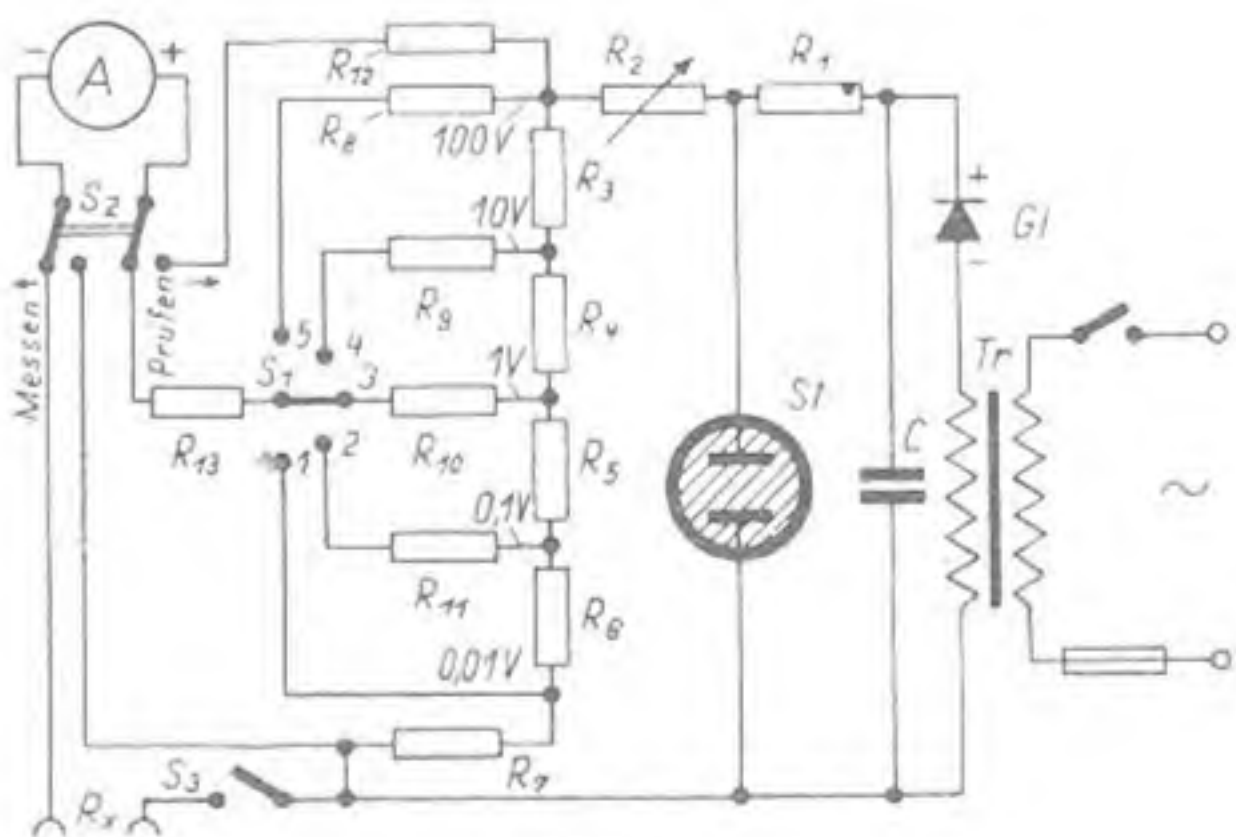 - A +
R12
R8
100V
R2
R1
R3
S2
+
Gl
-
10V
R9
R4
Messen
Prüfen
5
4
S1
3
1V
Tr
St
C
R13
R10
1
2
R5
~
0,1V
R11
R6
0,01V
R7
S3
Rx